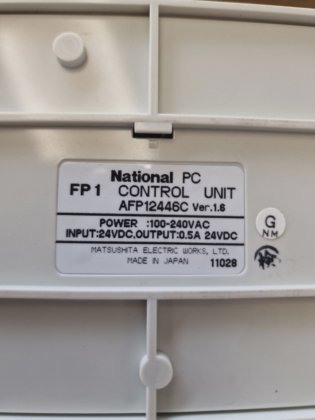 National PC
FP1 CONTROL UNIT
AFP12446C Ver.1.6
POWER :100-240VAC
INPUT:24VDC,OUTPUT:0.5A 24VDC
MATSUSHITA ELECTRIC WORKS, LTD.
MADE IN JAPAN 11028
G
NM